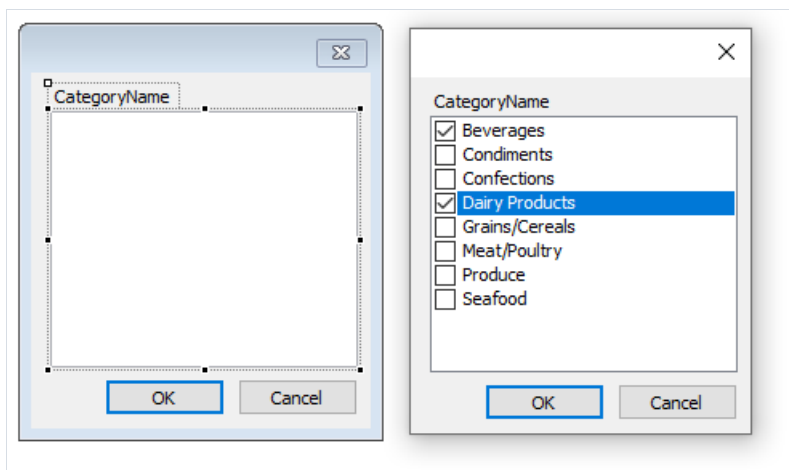 CategoryName
OK
Cancel
CategoryName
Beverages
Condiments
Confections
Dairy Products
Grains/Cereals
Meat/Poultry
Produce
Seafood
OK
Cancel